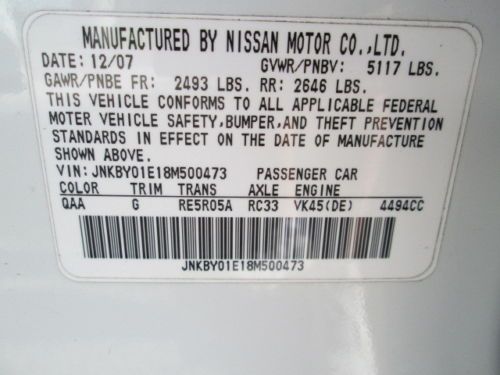 MANUFACTURED BY NISSAN MOTOR CO.,LTD.
DATE: 12/07 GVWR/PNBV: 5117 LBS.
GAWR/PNBE FR: 2493 LBS. RR: 2646 LBS.
THIS VEHICLE CONFORMS TO ALL APPLICABLE FEDERAL
MOTER VEHICLE SAFETY,BUMPER,AND THEFT PREVENTION
STANDARDS IN EFFECT ON THE DATE OF MANUFACTURE
SHOWN ABOVE.
VIN: JNKBY01E18M500473 PASSENGER CAR
COLOR TRIM TRANS AXLE ENGINE
QAA G RE5R05A RC33 VK45(DE) 4494CC
JNKBY01E18M500473